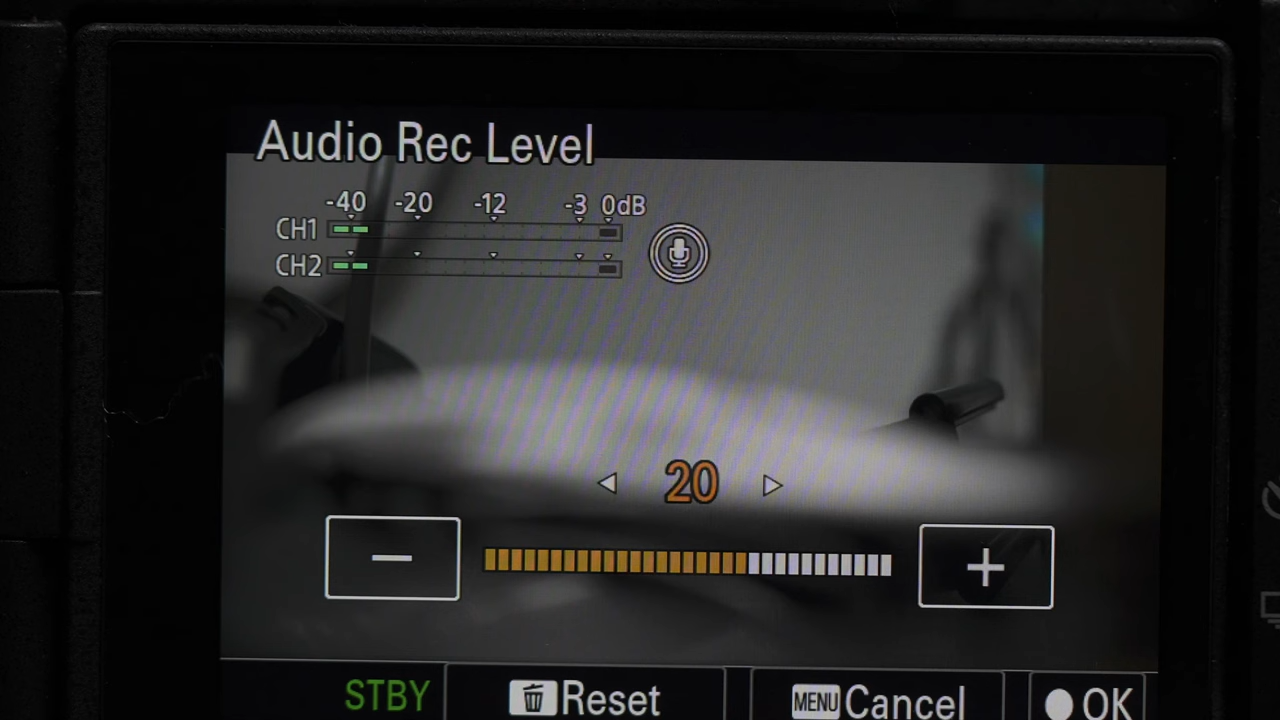 Audio Rec Level
-40 -20 -12 -3 0dB
CH1
CH2
20
STBY Reset MENU Cancel OK